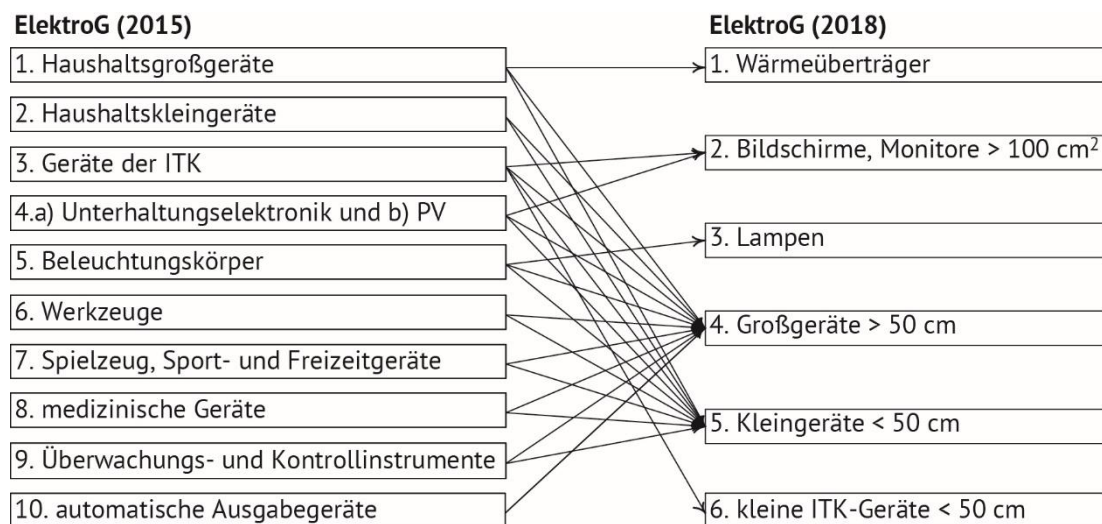 ElektroG (2015)
1. Haushaltsgroßgeräte
2. Haushaltskleingeräte
3. Geräte der ITK
4.a) Unterhaltungselektronik und b) PV
5. Beleuchtungskörper
6. Werkzeuge
7. Spielzeug, Sport- und Freizeitgeräte
8. medizinische Geräte
9. Überwachungs- und Kontrollinstrumente
10. automatische Ausgabegeräte
ElektroG (2018)
1. Wärmeüberträger
2. Bildschirme, Monitore > 100 cm²
3. Lampen
4. Großgeräte > 50 cm
5. Kleingeräte < 50 cm
6. kleine ITK-Geräte < 50 cm